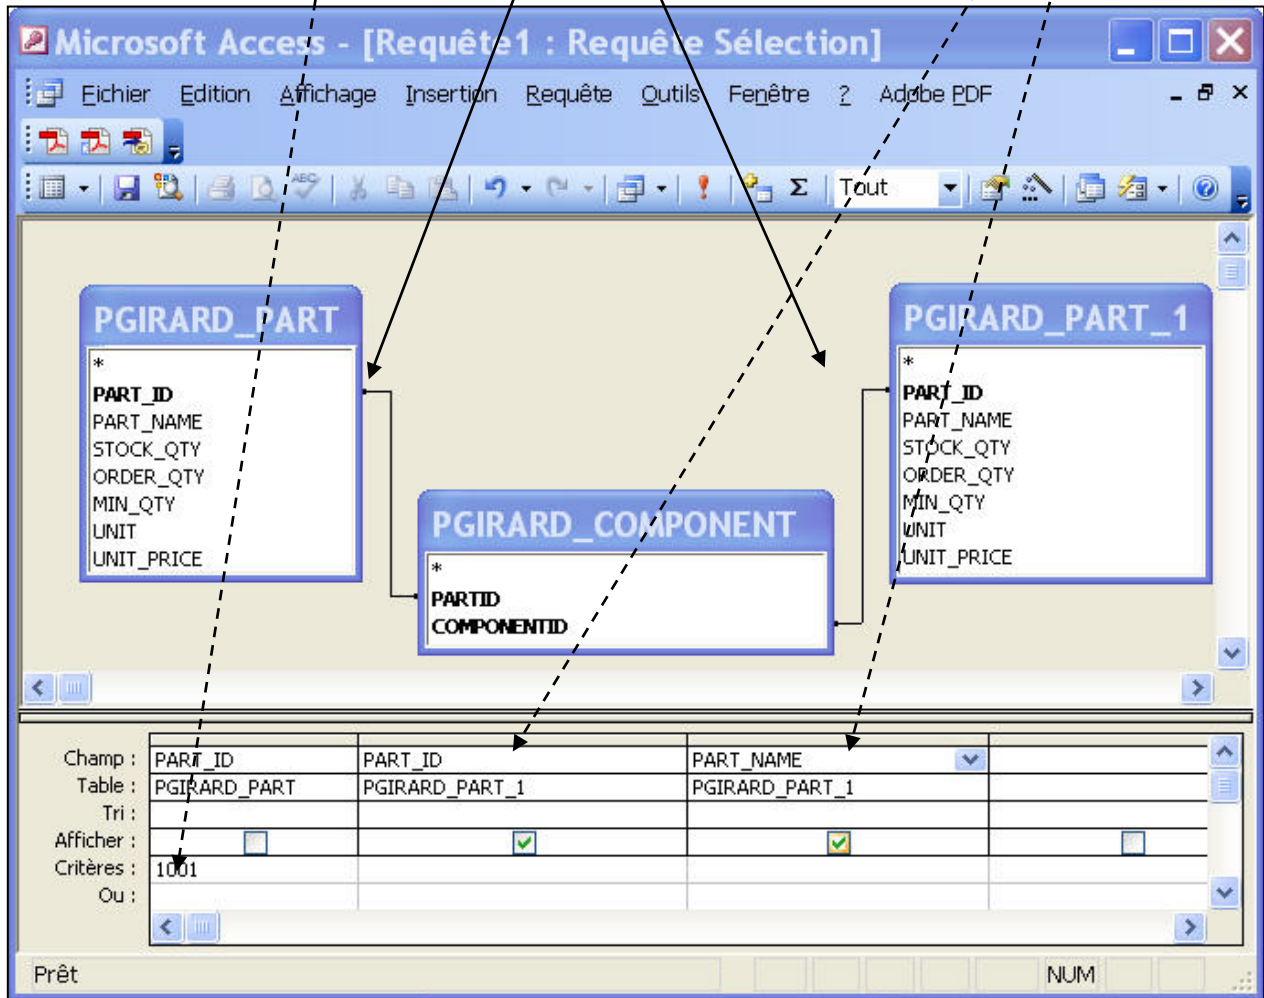 Microsoft Access - [Requête1 : Requête Sélection]
Fichier Edition Affichage Insertion Requête Outils Fenêtre ? Adobe PDF
ABC Σ Tout
PGIRARD_PART
*
PART_ID
PART_NAME
STOCK_QTY
ORDER_QTY
MIN_QTY
UNIT
UNIT_PRICE
PGIRARD_COMPONENT
*
PARTID
COMPONENTID
PGIRARD_PART_1
*
PART_ID
PART_NAME
STOCK_QTY
ORDER_QTY
MIN_QTY
UNIT
UNIT_PRICE
Champ : PART_ID PART_ID PART_NAME
Table : PGIRARD_PART PGIRARD_PART_1 PGIRARD_PART_1
Tri :
Afficher :
Critères : 1001
Ou :
Prêt NUM